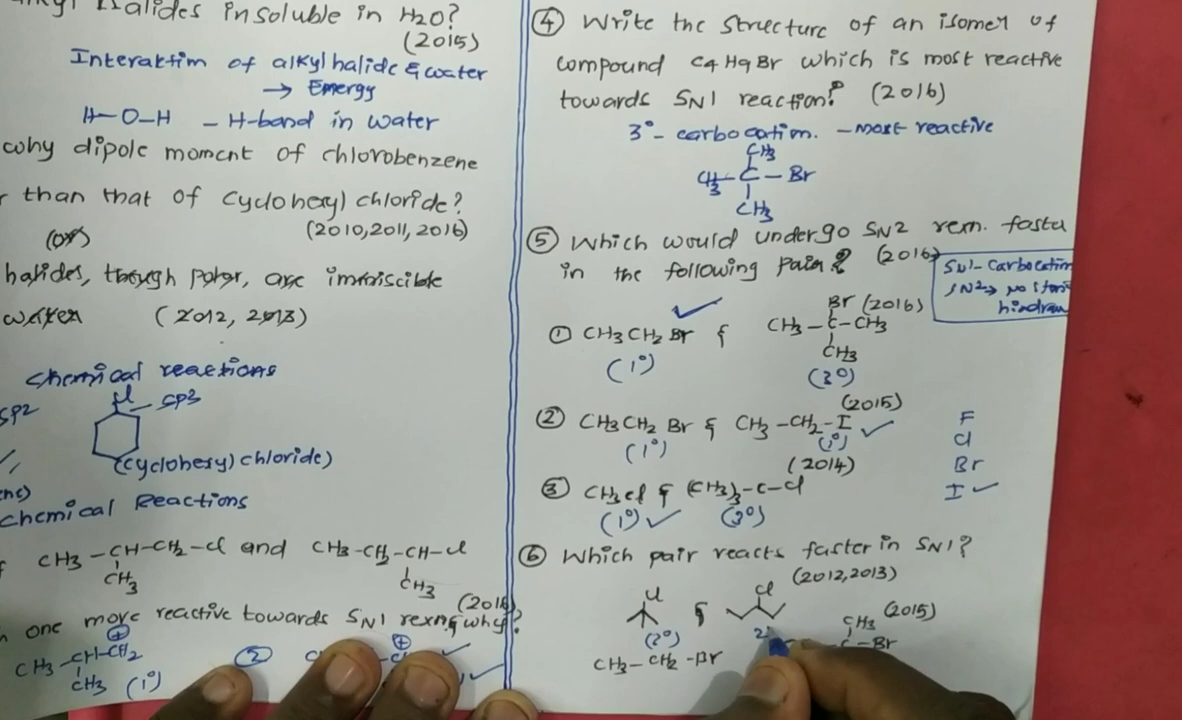 Halides insoluble in H2O?
(2015)
Interaktim of alkyl halide & water
→ Emergy
H-O-H - H-bond in water
why dipole moment of chlorobenzene
than that of Cyclohexyl chloride?
(or) (2010,2011, 2016)
halides, though polar, are immiscible
water (2012, 2013)
chemical reactions
SP2 Cl - SP3
(cyclohexyl chloride)
Chemical Reactions
CH3-CH-CH2-Cl and CH3-CH2-CH-Cl
CH3 CH3
(2016)
one more reactive towards SN1 rexn, & why?
CH3-CH-CH2 ⊕ (2) ⊕
CH3 (1°)
④ Write the Structure of an isomer of
compound C4H9Br which is most reactive
towards SN1 reaction? (2016)
3°- carbocation. - most reactive
CH3
CH3-C-Br
CH3
⑤ Which would undergo SN2 rexn. faster
in the following Pair? (2016)
SN1- Carbocation
SN2→ no
① CH3CH2Br & CH3-C-CH3
Br (2016)
CH3
(1°) (3°)
(2015)
② CH3CH2Br & CH3-CH2-I
(1°) (1°)
(2014)
F
Cl
Br
I
③ CH3Cl & (CH3)3-C-Cl
(1°) (3°)
⑥ Which pair reacts faster in SN1?
(2012,2013)
Cl & Cl
(3°) 2
CH3-CH2-Br
CH3 (2015)
C-Br